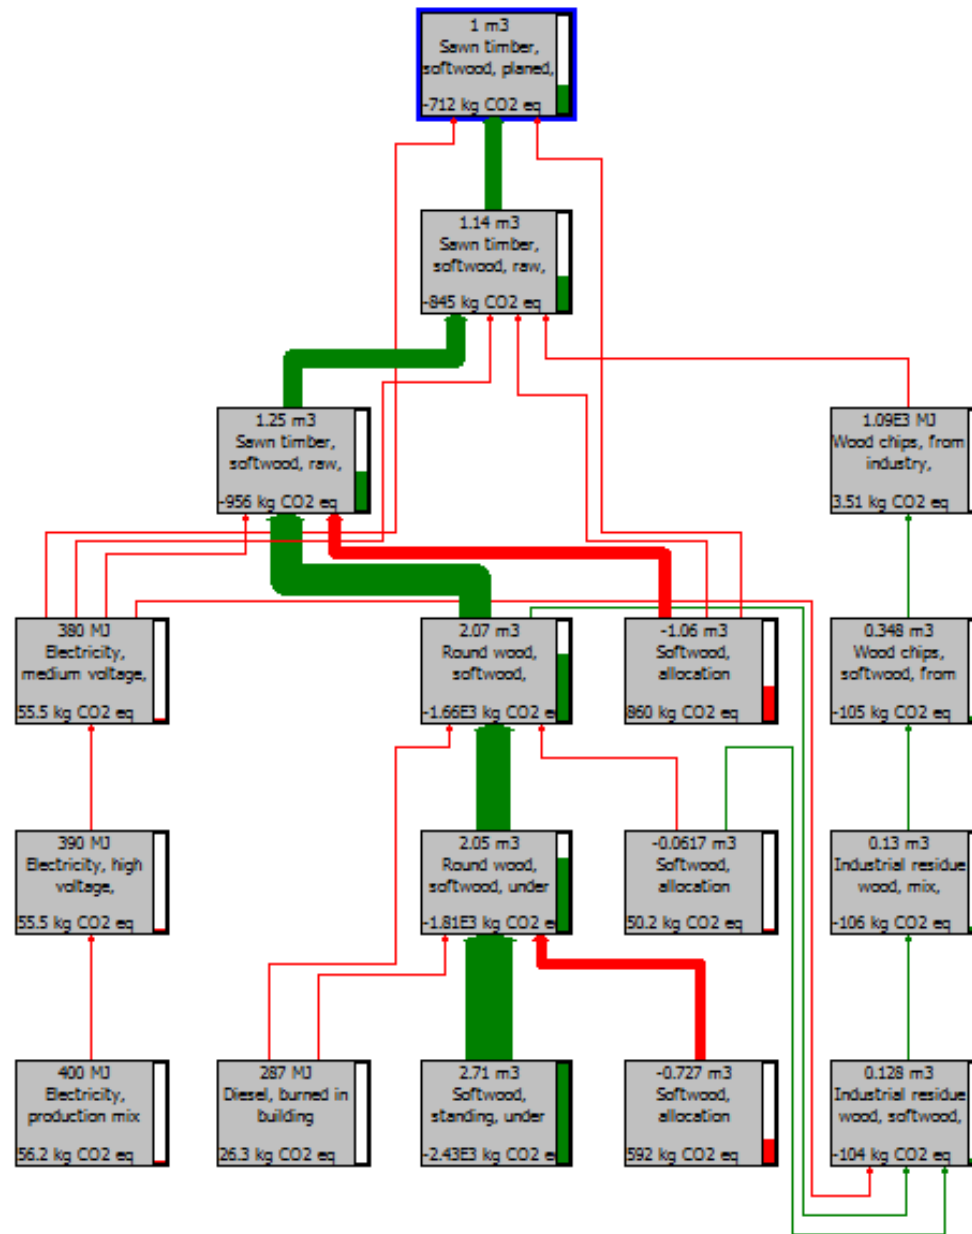 1 m3
Sawn timber,
softwood, planed,
-712 kg CO2 eq
1.14 m3
Sawn timber,
softwood, raw,
-845 kg CO2 eq
1.25 m3
Sawn timber,
softwood, raw,
-956 kg CO2 eq
1.09E3 MJ
Wood chips, from
industry,
3.51 kg CO2 eq
380 MJ
Electricity,
medium voltage,
55.5 kg CO2 eq
2.07 m3
Round wood,
softwood,
-1.66E3 kg CO2 e
-1.06 m3
Softwood,
allocation
860 kg CO2 eq
0.348 m3
Wood chips,
softwood, from
-105 kg CO2 eq
390 MJ
Electricity, high
voltage,
55.5 kg CO2 eq
2.05 m3
Round wood,
softwood, under
-1.81E3 kg CO2 e
-0.0617 m3
Softwood,
allocation
50.2 kg CO2 eq
0.13 m3
Industrial residue
wood, mix,
-106 kg CO2 eq
400 MJ
Electricity,
production mix
56.2 kg CO2 eq
287 MJ
Diesel, burned in
building
26.3 kg CO2 eq
2.71 m3
Softwood,
standing, under
-2.43E3 kg CO2 e
-0.727 m3
Softwood,
allocation
592 kg CO2 eq
0.128 m3
Industrial residue
wood, softwood,
-104 kg CO2 eq